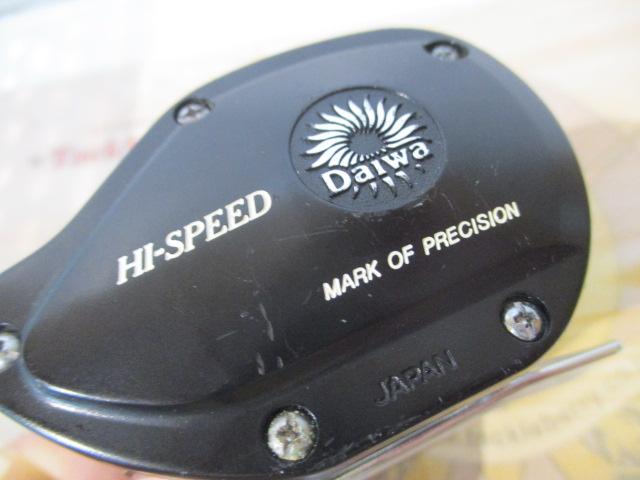 Daiwa
HI-SPEED
MARK OF PRECISION
JAPAN